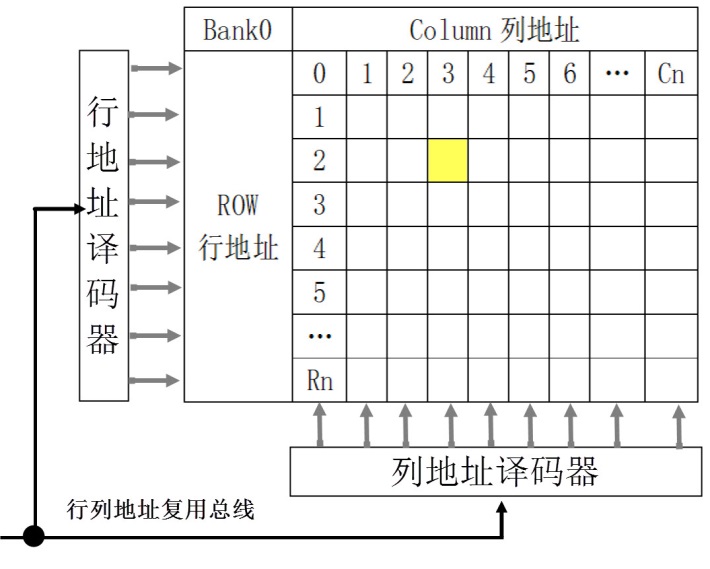 Bank0 Column 列地址
0 1 2 3 4 5 6 ⋯ Cn
1
2
3
4
5
⋯
Rn
ROW
行地址
行地址译码器
列地址译码器
行列地址复用总线